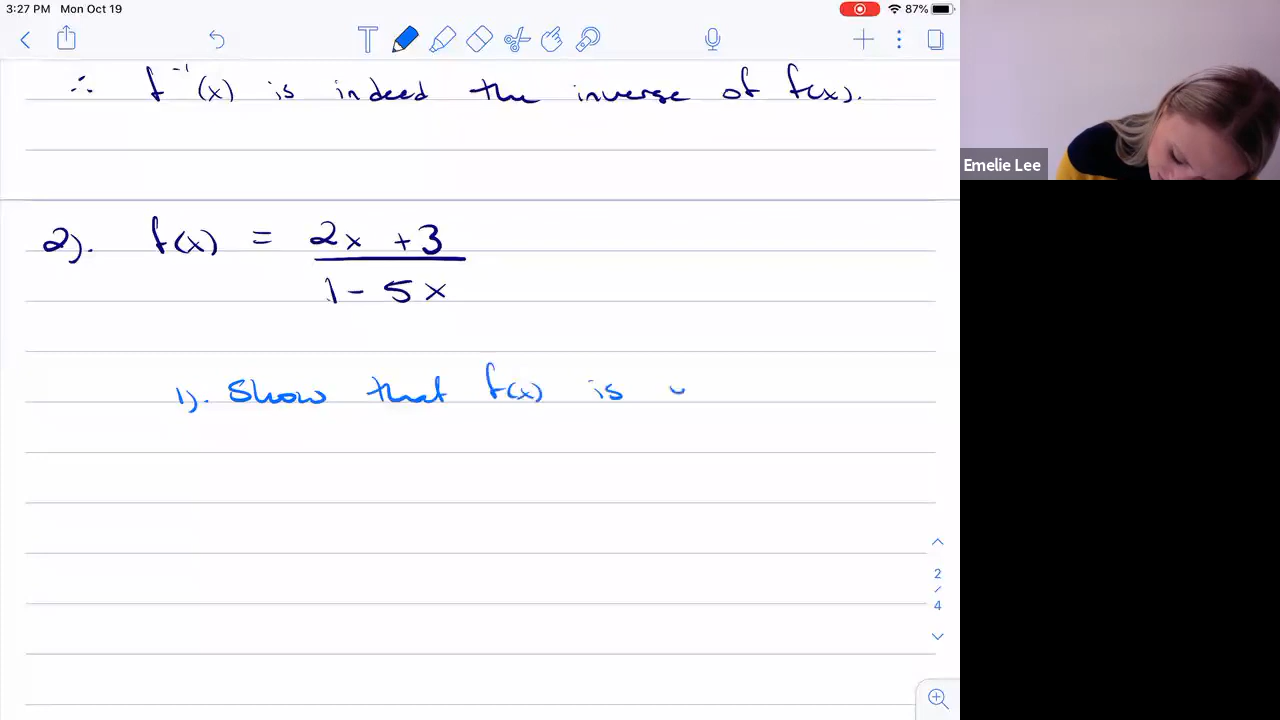 3:27 PM Mon Oct 19
87%
∴ f⁻¹(x) is indeed the inverse of f(x).
2). f(x) = 2x +3
1 - 5x
Emelie Lee
1). Show that f(x) is
2
/
4